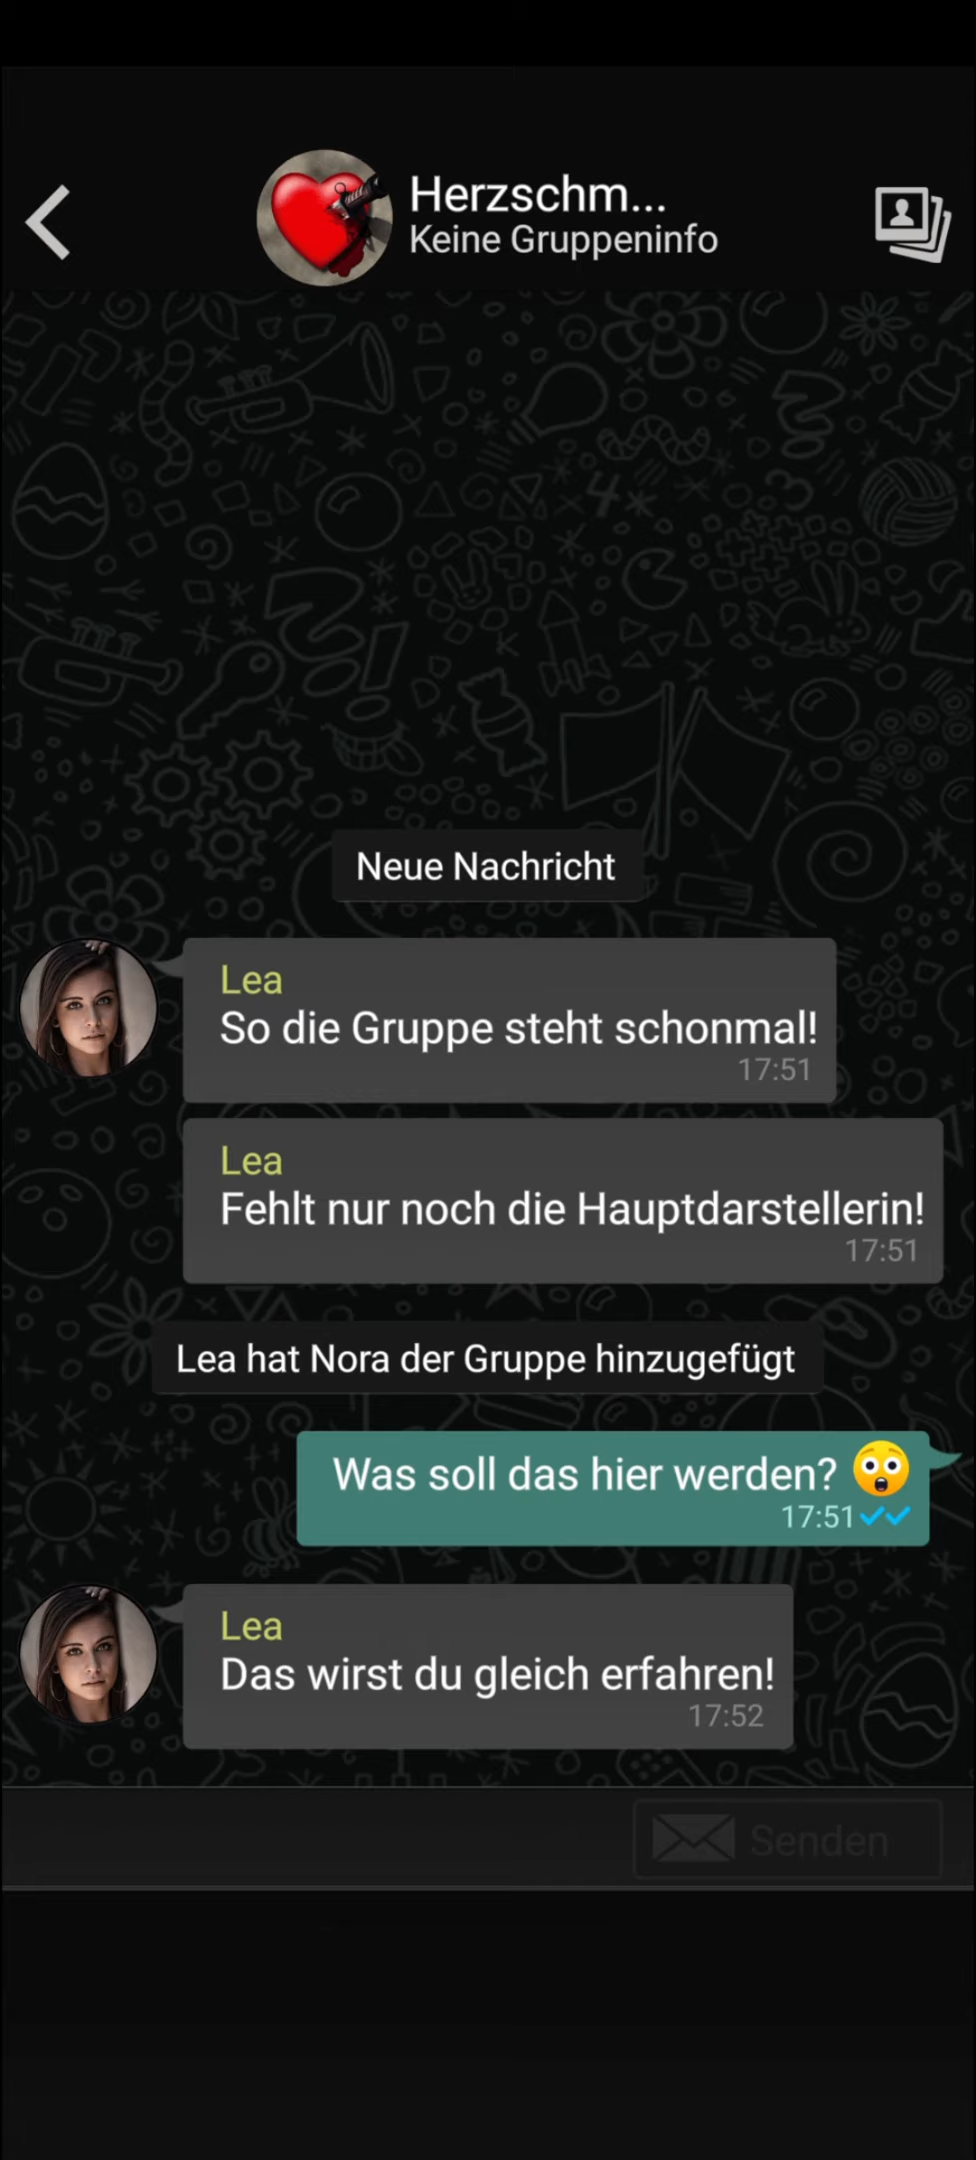 Herzschm...
Keine Gruppeninfo
Neue Nachricht
Lea
So die Gruppe steht schonmal!
17:51
Lea
Fehlt nur noch die Hauptdarstellerin!
17:51
Lea hat Nora der Gruppe hinzugefügt
Was soll das hier werden? 😲
17:51
Lea
Das wirst du gleich erfahren!
17:52
Senden